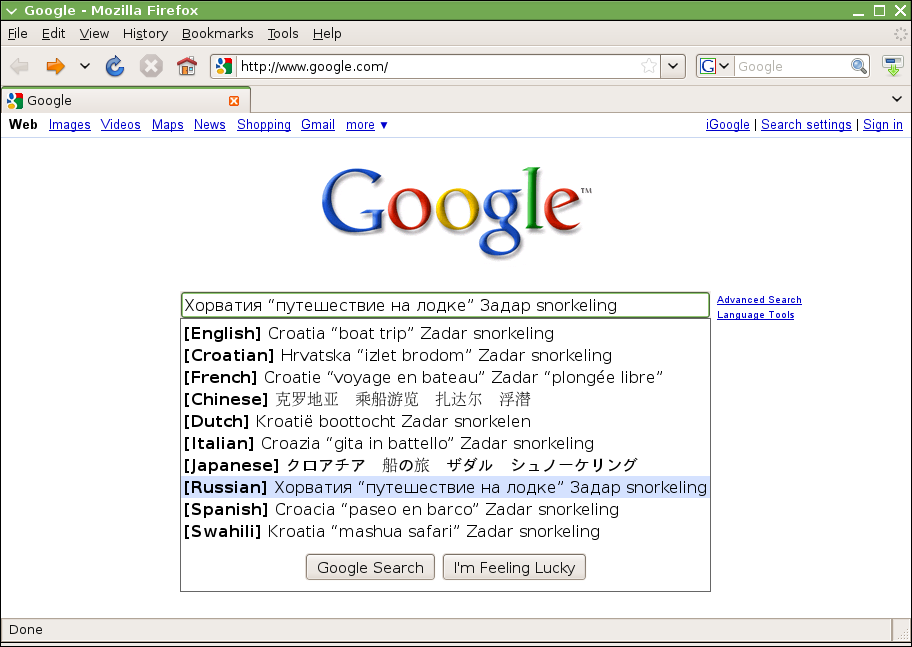 Google - Mozilla Firefox
File Edit View History Bookmarks Tools Help
http://www.google.com/ G Google
Google
Web Images Videos Maps News Shopping Gmail more ▼ iGoogle | Search settings | Sign in
Google™
Хорватия “путешествие на лодке” Задар snorkeling Advanced Search
Language Tools
[English] Croatia “boat trip” Zadar snorkeling
[Croatian] Hrvatska “izlet brodom” Zadar snorkeling
[French] Croatie “voyage en bateau” Zadar “plongée libre”
[Chinese] 克罗地亚　乘船游览　扎达尔　浮潜
[Dutch] Kroatië boottocht Zadar snorkelen
[Italian] Croazia “gita in battello” Zadar snorkeling
[Japanese] クロアチア　船の旅　ザダル　シュノーケリング
[Russian] Хорватия “путешествие на лодке” Задар snorkeling
[Spanish] Croacia “paseo en barco” Zadar snorkeling
[Swahili] Kroatia “mashua safari” Zadar snorkeling
Google Search I'm Feeling Lucky
Done